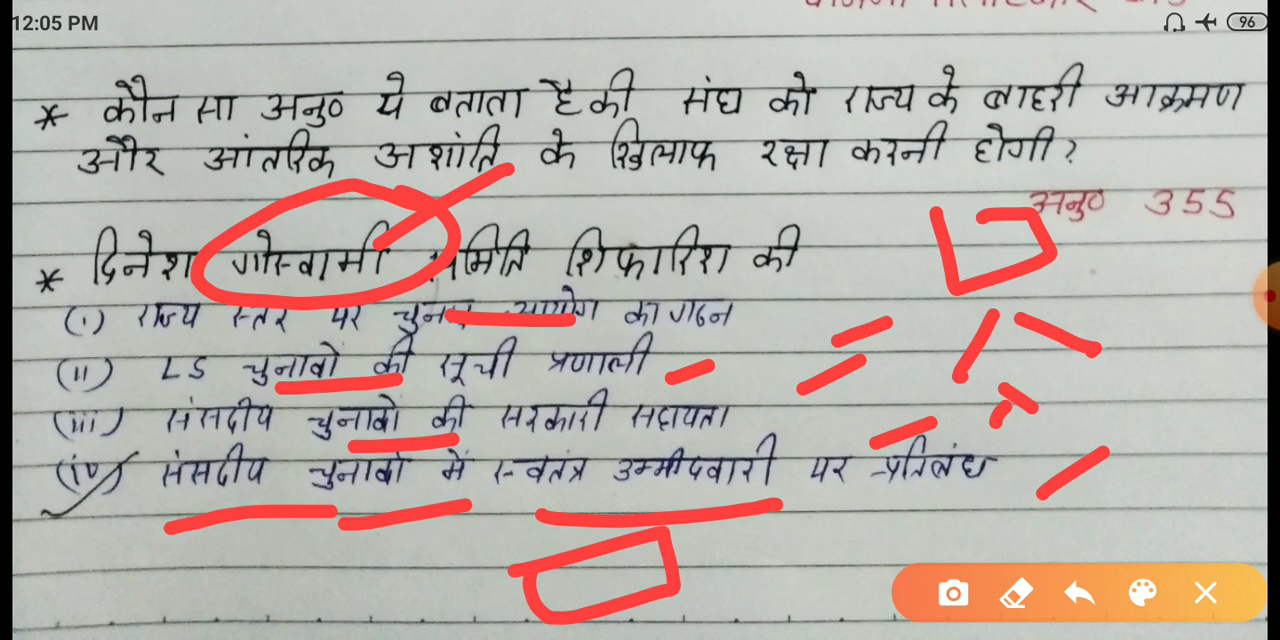 12:05 PM
96
* कौन सा अनु० ये बताता है की संघ को राज्य के बाहरी आक्रमण
और आंतरिक अशांति के खिलाफ रक्षा करनी होगी?
अनु० 355
* दिनेश गोस्वामी समिति शिफारिश की
(i) राज्य स्तर पर चुनाव आयोग का गठन
(ii) LS चुनावो की सूची प्रणाली
(iii) संसदीय चुनावो की सरकारी सहायता
(iv) संसदीय चुनावो में स्वतंत्र उम्मीदवारी पर प्रतिबंध